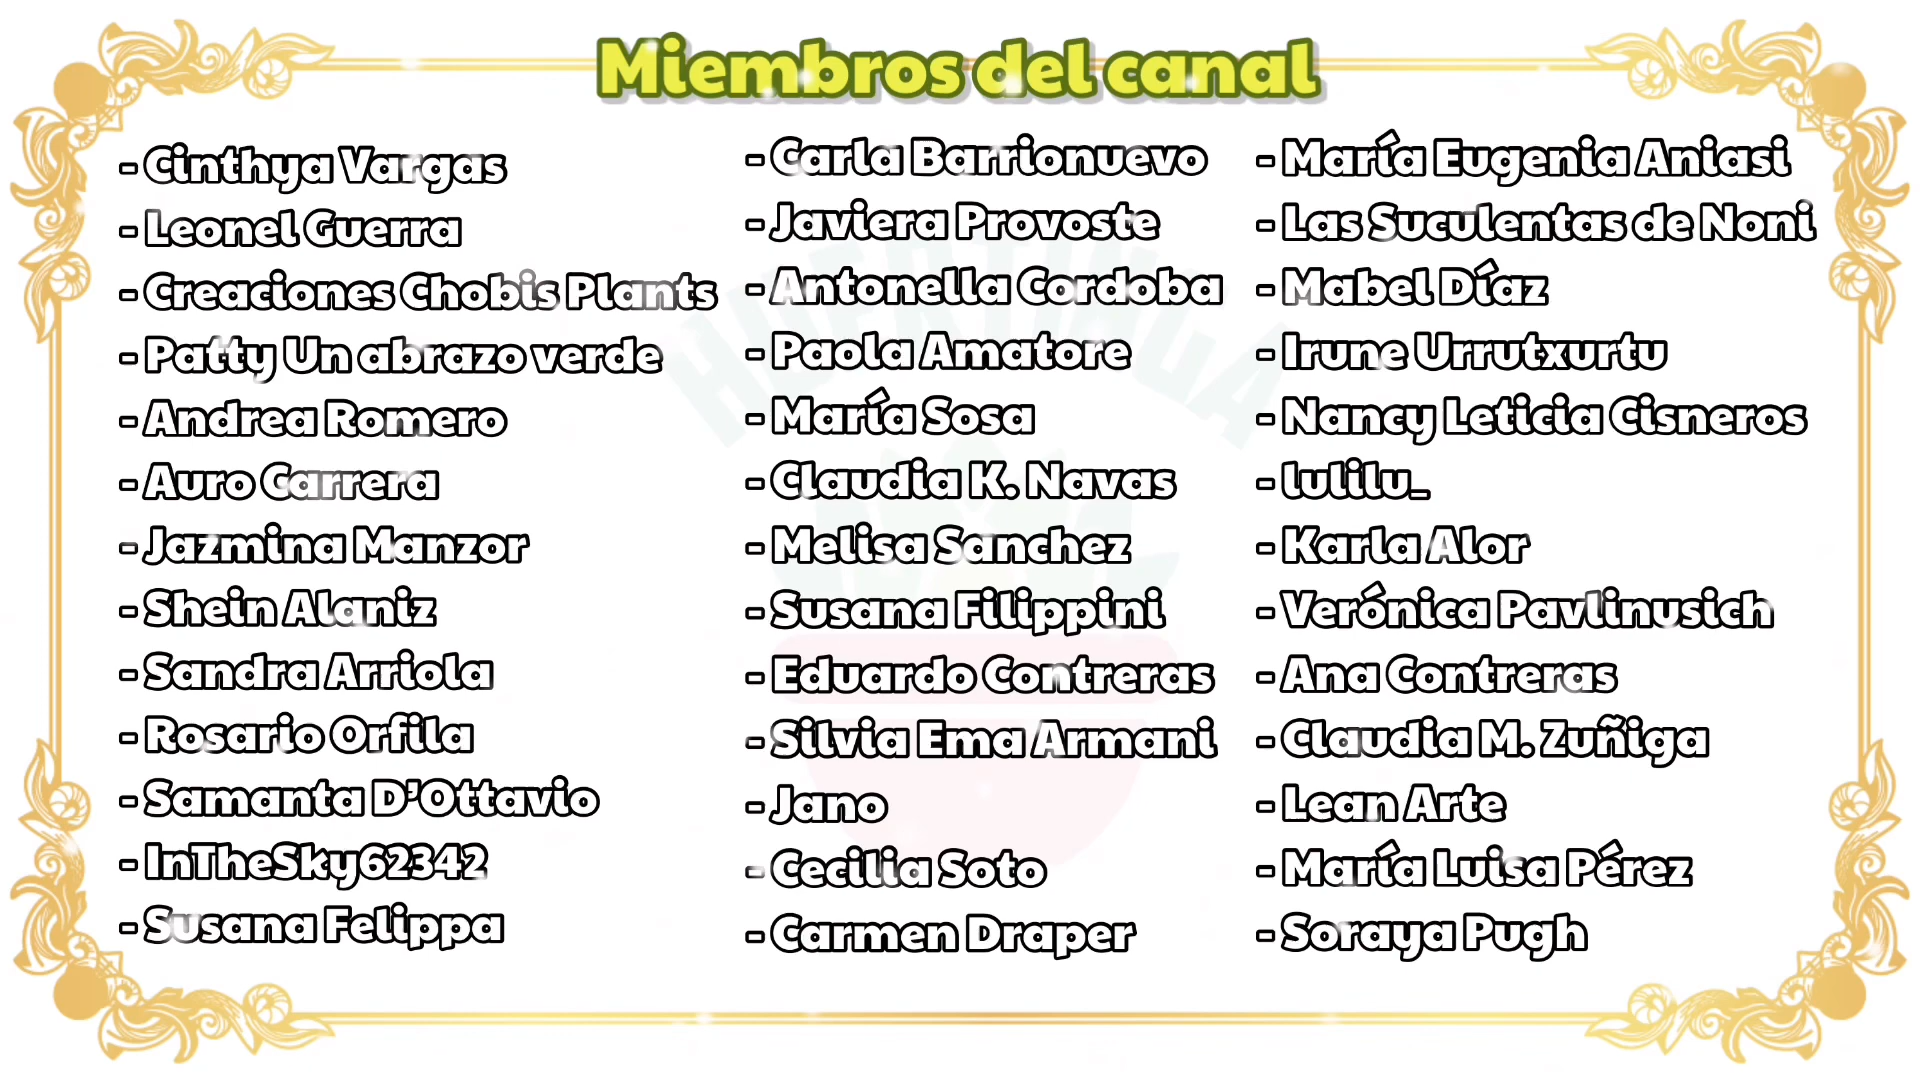 Miembros del canal
- Cinthya Vargas
- Leonel Guerra
- Creaciones Chobis Plants
- Patty Un abrazo verde
- Andrea Romero
- Auro Carrera
- Jazmina Manzor
- Shein Alaniz
- Sandra Arriola
- Rosario Orfila
- Samanta D'Ottavio
- InTheSky62342
- Susana Felippa
- Carla Barrionuevo
- Javiera Provoste
- Antonella Cordoba
- Paola Amatore
- María Sosa
- Claudia K. Navas
- Melisa Sanchez
- Susana Filippini
- Eduardo Contreras
- Silvia Ema Armani
- Jano
- Cecilia Soto
- Carmen Draper
- María Eugenia Aniasi
- Las Suculentas de Noni
- Mabel Díaz
- Irune Urrutxurtu
- Nancy Leticia Cisneros
- lulilu_
- Karla Alor
- Verónica Pavlinusich
- Ana Contreras
- Claudia M. Zuñiga
- Lean Arte
- María Luisa Pérez
- Soraya Pugh